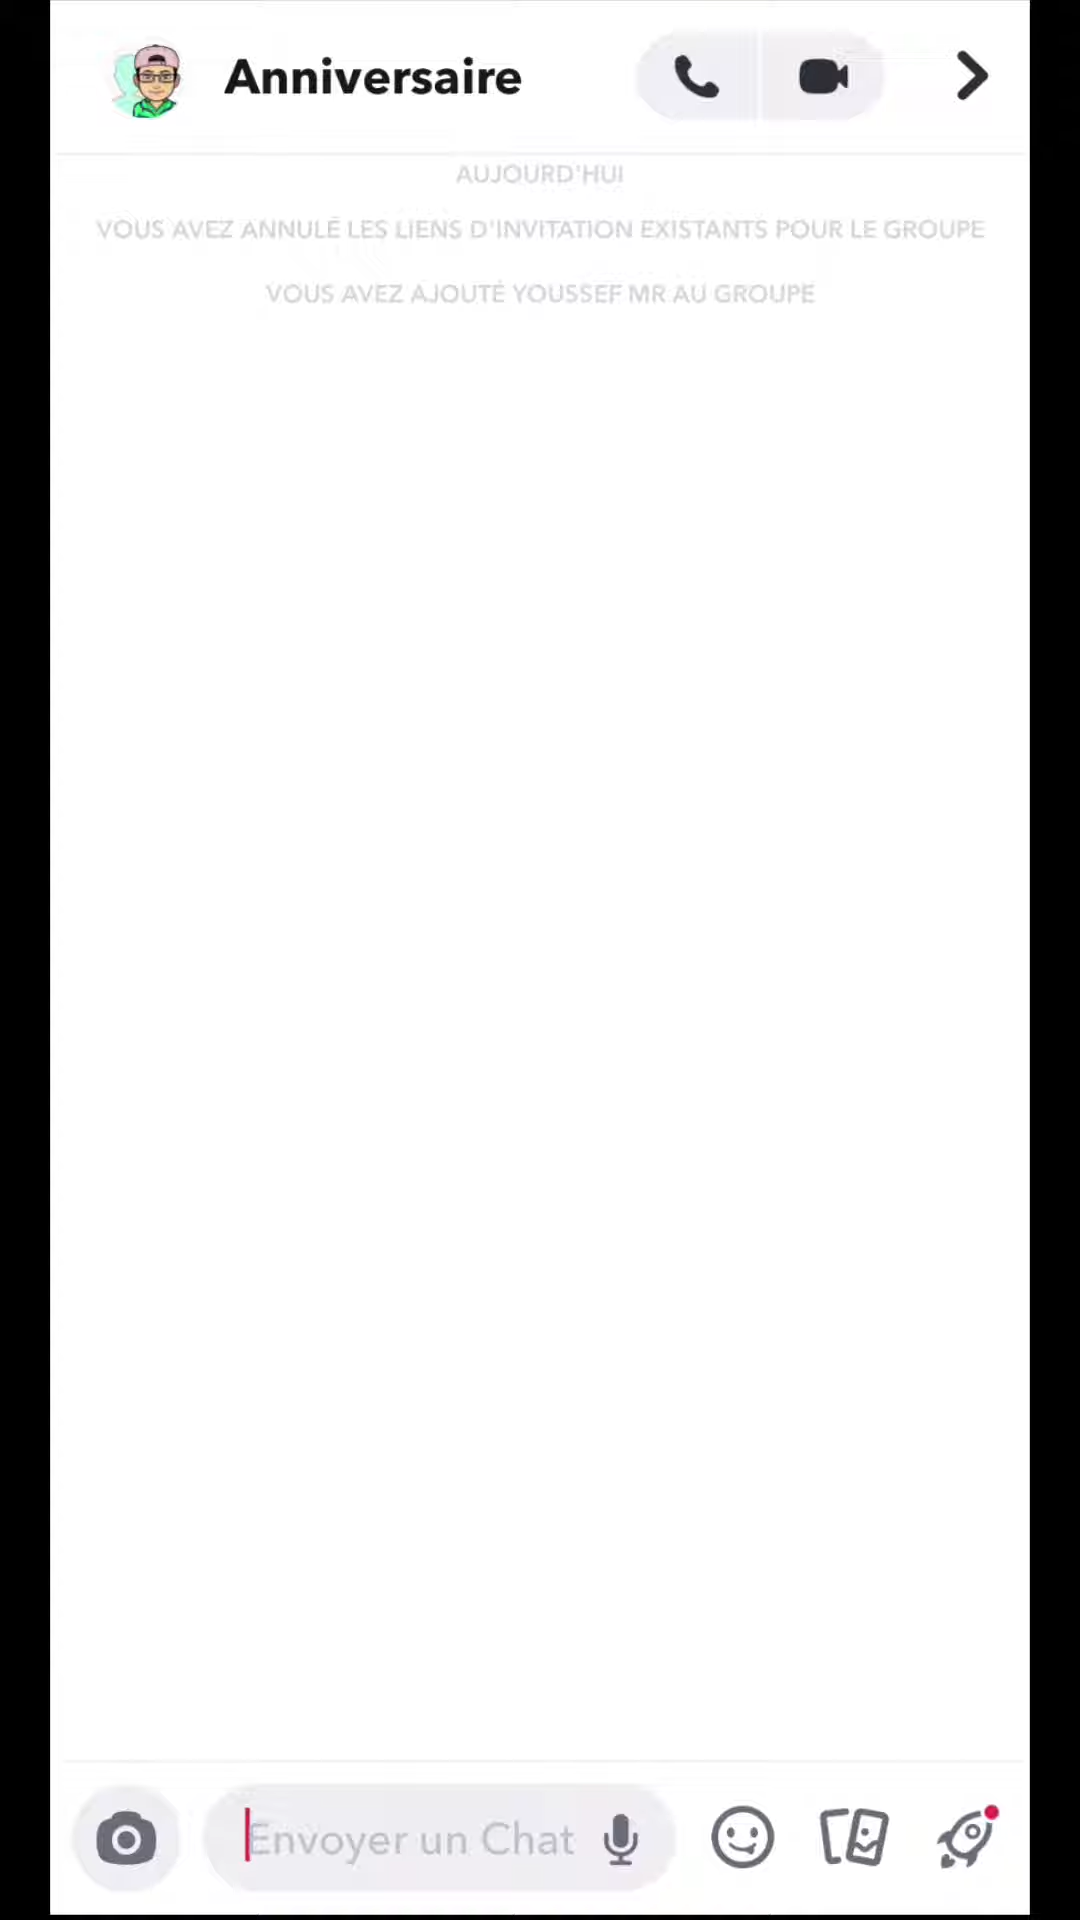 Anniversaire
AUJOURD'HUI
VOUS AVEZ ANNULÉ LES LIENS D'INVITATION EXISTANTS POUR LE GROUPE
VOUS AVEZ AJOUTÉ YOUSSEF MR AU GROUPE
Envoyer un Chat